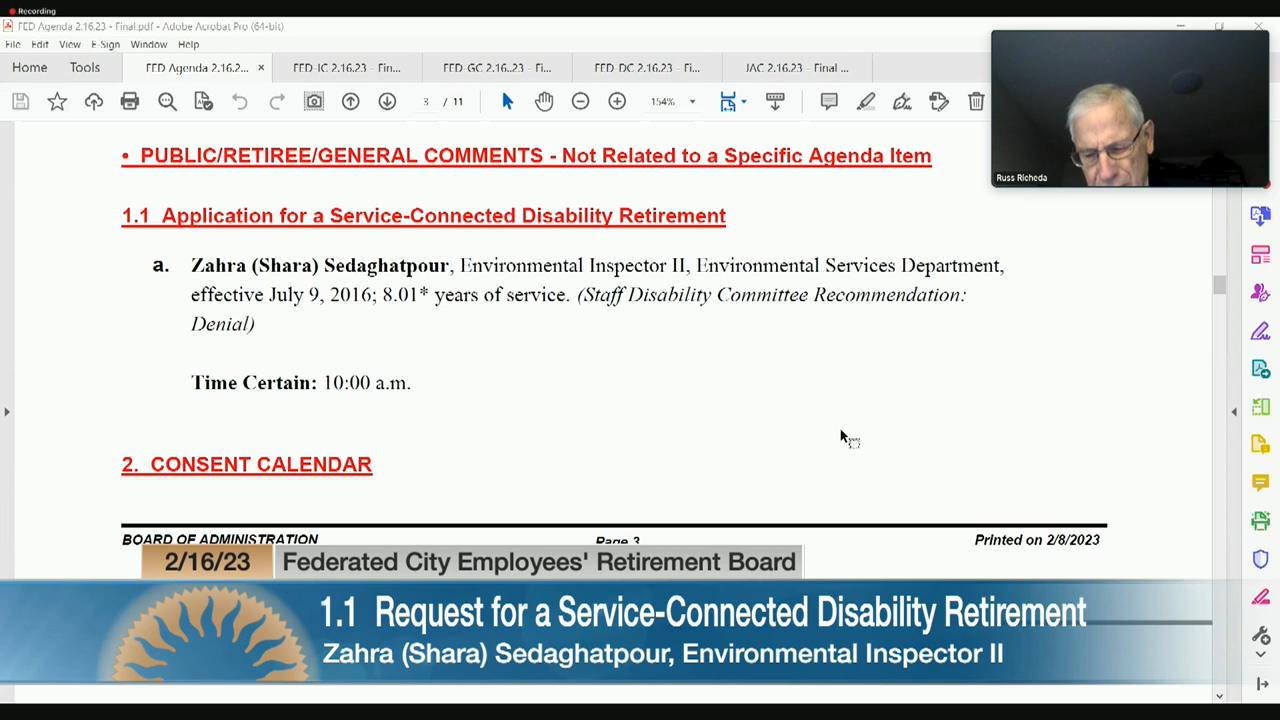 Recording
FED Agenda 2.16.23 - Final.pdf - Adobe Acrobat Pro (64-bit)
File Edit View E-Sign Window Help
Home Tools FED Agenda 2.16.2... × FED-IC 2.16.23 - Fin... FED-GC 2.16..23 - Fi... FED-DC 2.16.23 - Fi... JAC 2.16.23 - Final ...
3 / 11 154%
• PUBLIC/RETIREE/GENERAL COMMENTS - Not Related to a Specific Agenda Item
Russ Richeda
1.1 Application for a Service-Connected Disability Retirement
a. Zahra (Shara) Sedaghatpour, Environmental Inspector II, Environmental Services Department,
effective July 9, 2016; 8.01* years of service. (Staff Disability Committee Recommendation:
Denial)
Time Certain: 10:00 a.m.
2. CONSENT CALENDAR
BOARD OF ADMINISTRATION Page 3 Printed on 2/8/2023
2/16/23 Federated City Employees' Retirement Board
1.1 Request for a Service-Connected Disability Retirement
Zahra (Shara) Sedaghatpour, Environmental Inspector II